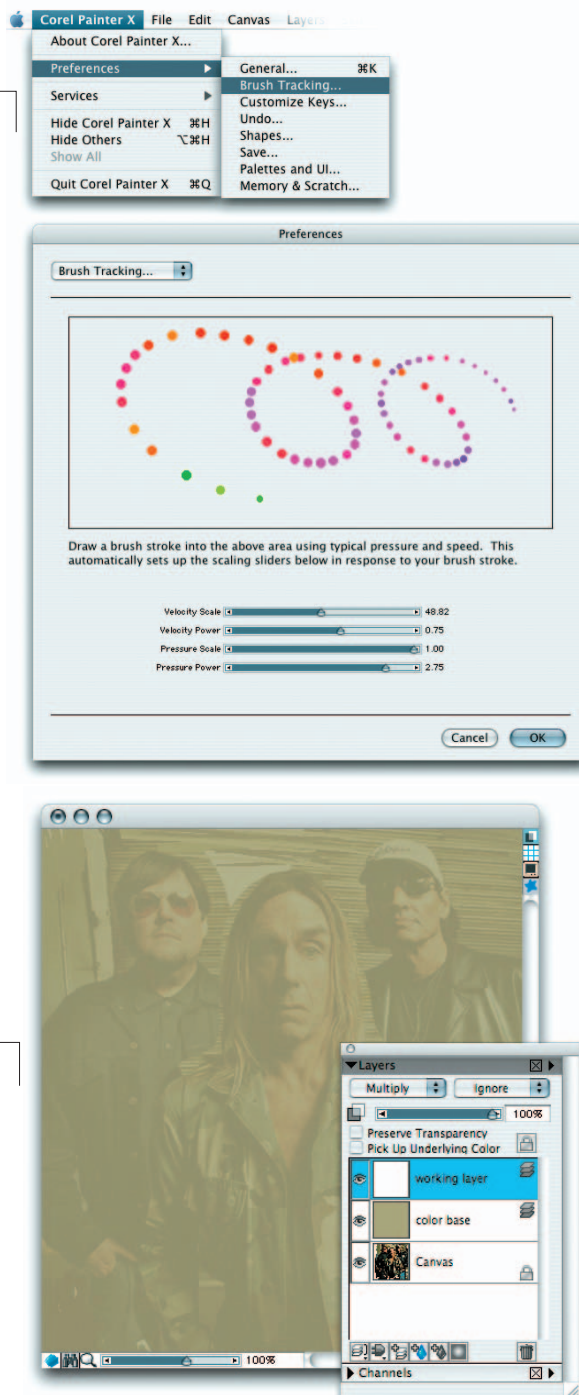 Corel Painter X File Edit Canvas Layers
About Corel Painter X...
Preferences
Services
Hide Corel Painter X ⌘H
Hide Others ⌥⌘H
Show All
Quit Corel Painter X ⌘Q
General... ⌘K
Brush Tracking...
Customize Keys...
Undo...
Shapes...
Save...
Palettes and UI...
Memory & Scratch...
Preferences
Brush Tracking...
Draw a brush stroke into the above area using typical pressure and speed. This
automatically sets up the scaling sliders below in response to your brush stroke.
Velocity Scale 48.82
Velocity Power 0.75
Pressure Scale 1.00
Pressure Power 2.75
Cancel OK
Layers
Multiply Ignore
100%
Preserve Transparency
Pick Up Underlying Color
working layer
color base
Canvas
100%
Channels